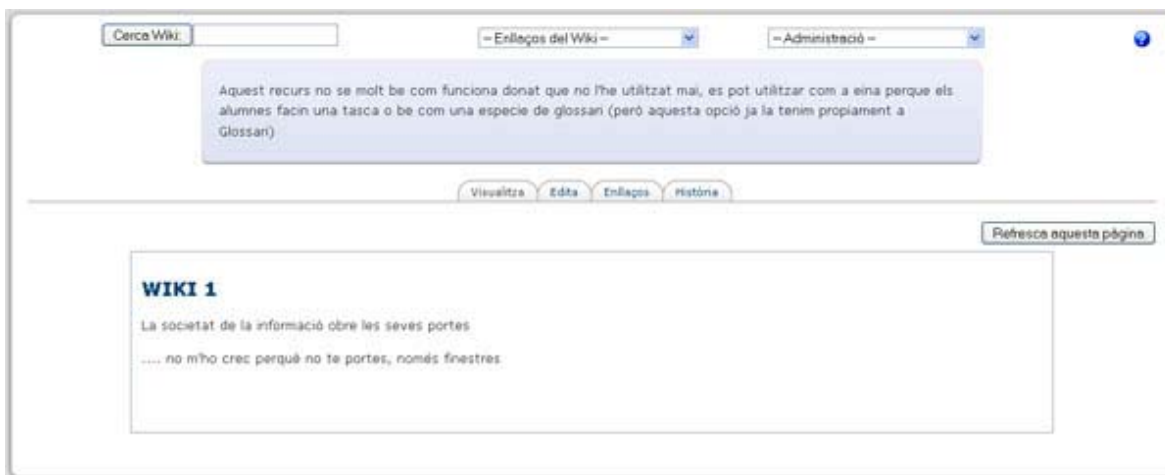 Cerca Wiki: -- Enllaços del Wiki -- -- Administració --
Aquest recurs no se molt be com funciona donat que no l'he utilitzat mai, es pot utilitzar com a eina perque els
alumnes facin una tasca o be com una especie de glossari (però aquesta opció ja la tenim propiament a
Glossari)
Visualitza Edita Enllaços Història
Refresca aquesta pàgina
WIKI 1
La societat de la informació obre les seves portes
.... no m'ho crec perquè no te portes, només finestres